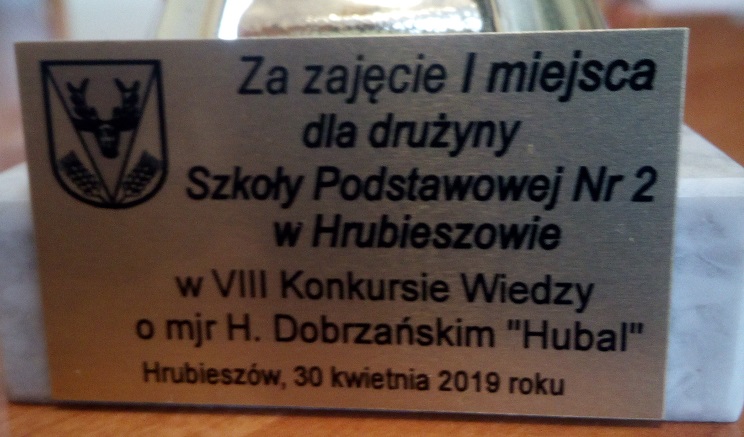 Za zajęcie I miejsca
dla drużyny
Szkoły Podstawowej Nr 2
w Hrubieszowie
w VIII Konkursie Wiedzy
o mjr H. Dobrzańskim "Hubal"
Hrubieszów, 30 kwietnia 2019 roku